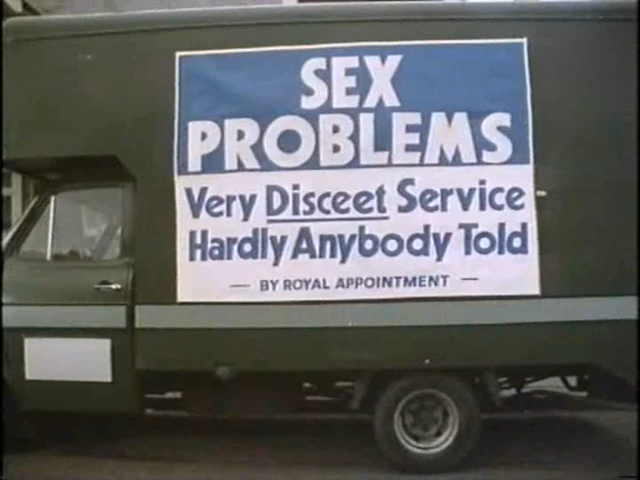 SEX
PROBLEMS
Very Disceet Service
Hardly Anybody Told
— BY ROYAL APPOINTMENT —